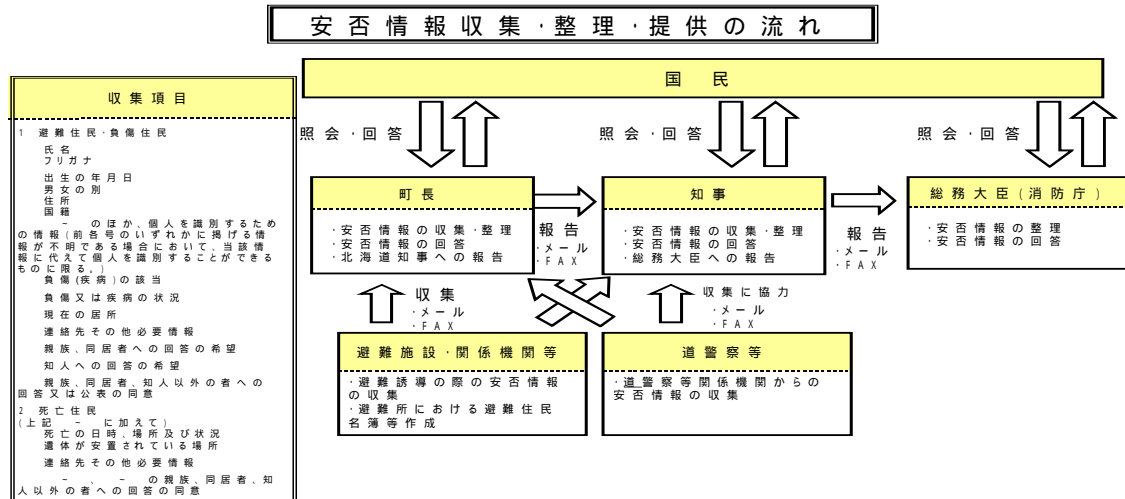 安否情報収集・整理・提供の流れ
国民
収集項目
1 避難住民・負傷住民
氏名
フリガナ
出生の年月日
男女の別
住所
国籍
－ のほか、個人を識別するため
の情報(前各号のいずれかに掲げる情
報が不明である場合において、当該情
報に代えて個人を識別することができる
ものに限る。)
負傷(疾病)の該当
負傷又は疾病の状況
現在の居所
連絡先その他必要情報
親族、同居者への回答の希望
知人への回答の希望
親族、同居者、知人以外の者への
回答又は公表の同意
2 死亡住民
(上記 － に加えて)
死亡の日時、場所及び状況
遺体が安置されている場所
連絡先その他必要情報
－ 、 － の親族、同居者、知
人以外の者への回答の同意
照会・回答
照会・回答
照会・回答
町長
・安否情報の収集・整理
・安否情報の回答
・北海道知事への報告
報告
・メール
・FAX
知事
・安否情報の収集・整理
・安否情報の回答
・総務大臣への報告
報告
・メール
・FAX
総務大臣(消防庁)
・安否情報の整理
・安否情報の回答
収集
・メール
・FAX
収集に協力
・メール
・FAX
避難施設・関係機関等
・避難誘導の際の安否情報
の収集
・避難所における避難住民
名簿等作成
道警察等
・道警察等関係機関からの
安否情報の収集